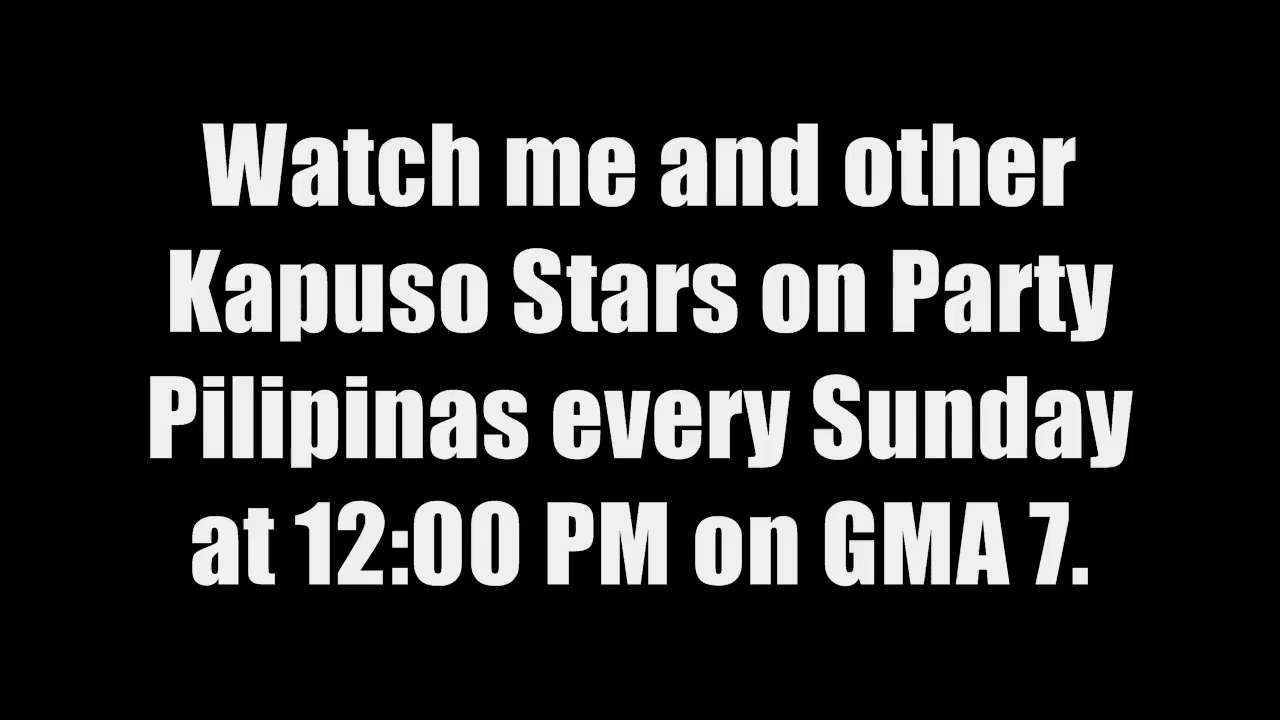 Watch me and other
Kapuso Stars on Party
Pilipinas every Sunday
at 12:00 PM on GMA 7.